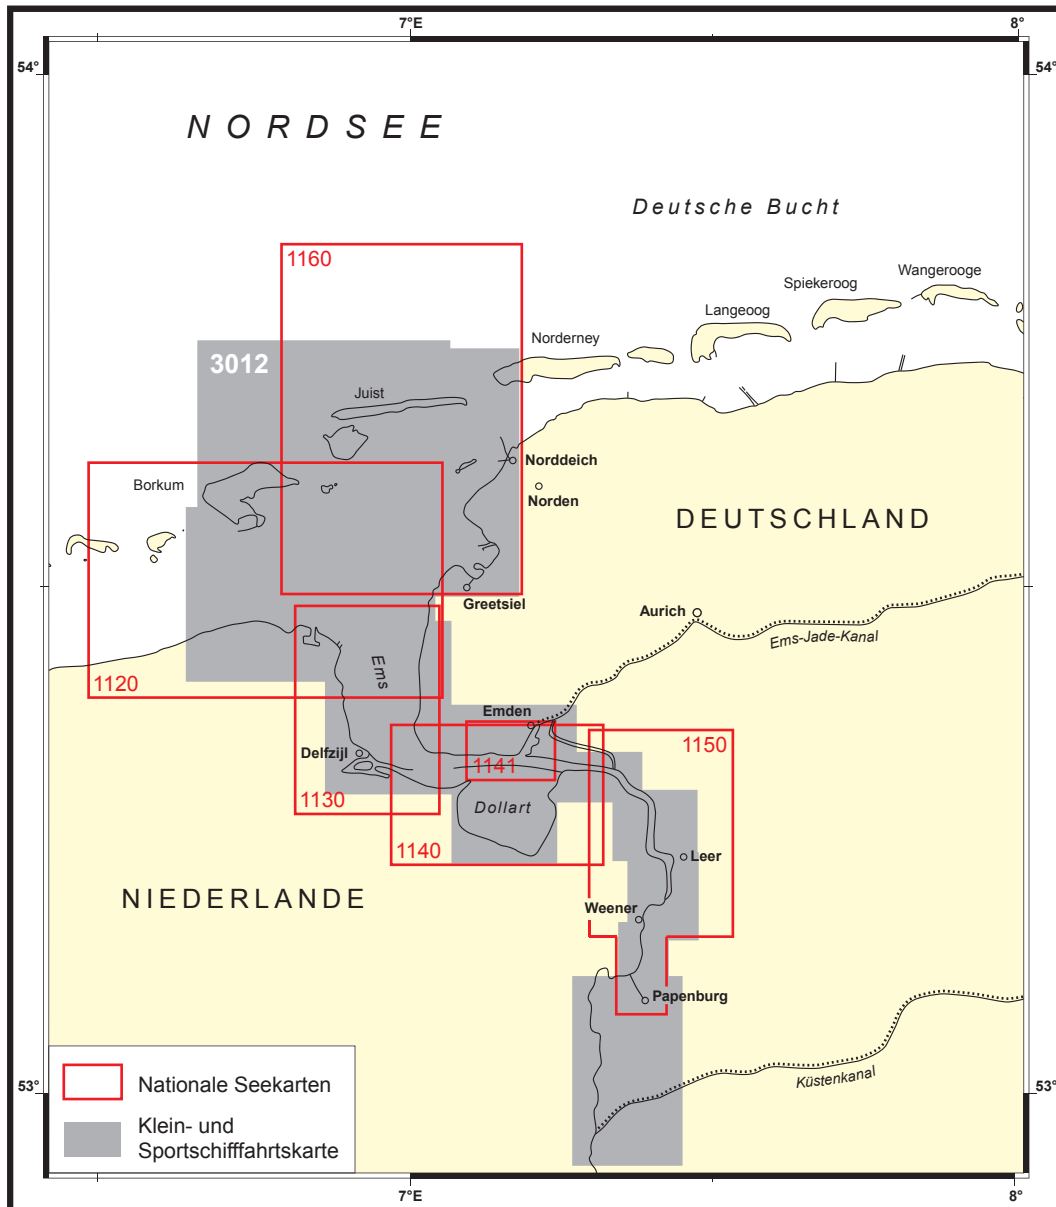 7°E
8°
54°
54°
NORDSEE
Deutsche Bucht
1160
Wangerooge
Spiekeroog
Langeoog
Norderney
3012
Juist
Norddeich
Borkum
Norden
DEUTSCHLAND
Greetsiel
Aurich
Ems-Jade-Kanal
Ems
1120
Emden
1150
Delfzijl
1141
1130
Dollart
1140
Leer
NIEDERLANDE
Weener
Papenburg
Küstenkanal
53°
53°
Nationale Seekarten
Klein- und
Sportschifffahrtskarte
7°E
8°